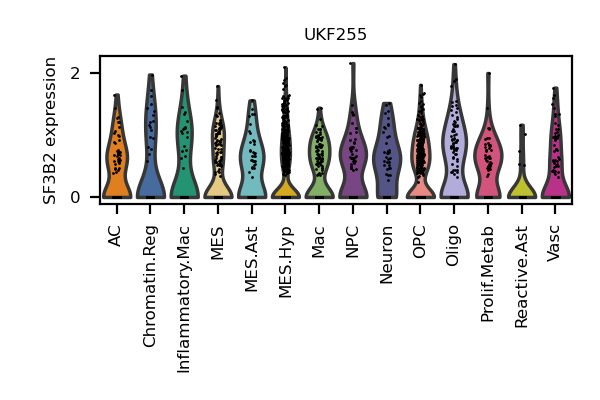 UKF255
SF3B2 expression
2
0
AC
Chromatin.Reg
Inflammatory.Mac
MES
MES.Ast
MES.Hyp
Mac
NPC
Neuron
OPC
Oligo
Prolif.Metab
Reactive.Ast
Vasc